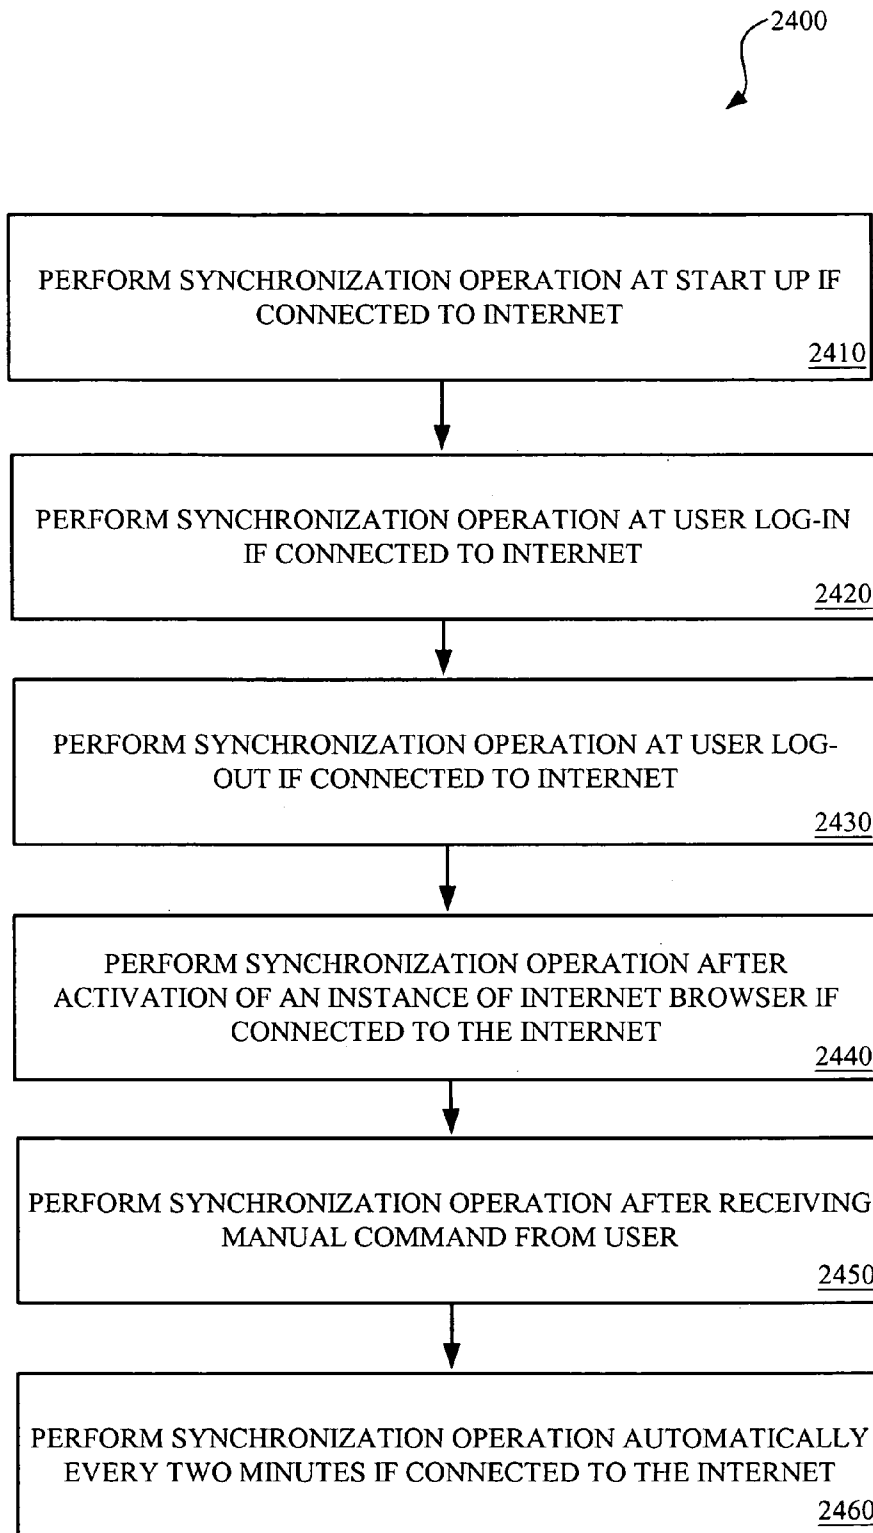 2400
PERFORM SYNCHRONIZATION OPERATION AT START UP IF
CONNECTED TO INTERNET
2410
PERFORM SYNCHRONIZATION OPERATION AT USER LOG-IN
IF CONNECTED TO INTERNET
2420
PERFORM SYNCHRONIZATION OPERATION AT USER LOG-
OUT IF CONNECTED TO INTERNET
2430
PERFORM SYNCHRONIZATION OPERATION AFTER
ACTIVATION OF AN INSTANCE OF INTERNET BROWSER IF
CONNECTED TO THE INTERNET
2440
PERFORM SYNCHRONIZATION OPERATION AFTER RECEIVING
MANUAL COMMAND FROM USER
2450
PERFORM SYNCHRONIZATION OPERATION AUTOMATICALLY
EVERY TWO MINUTES IF CONNECTED TO THE INTERNET
2460